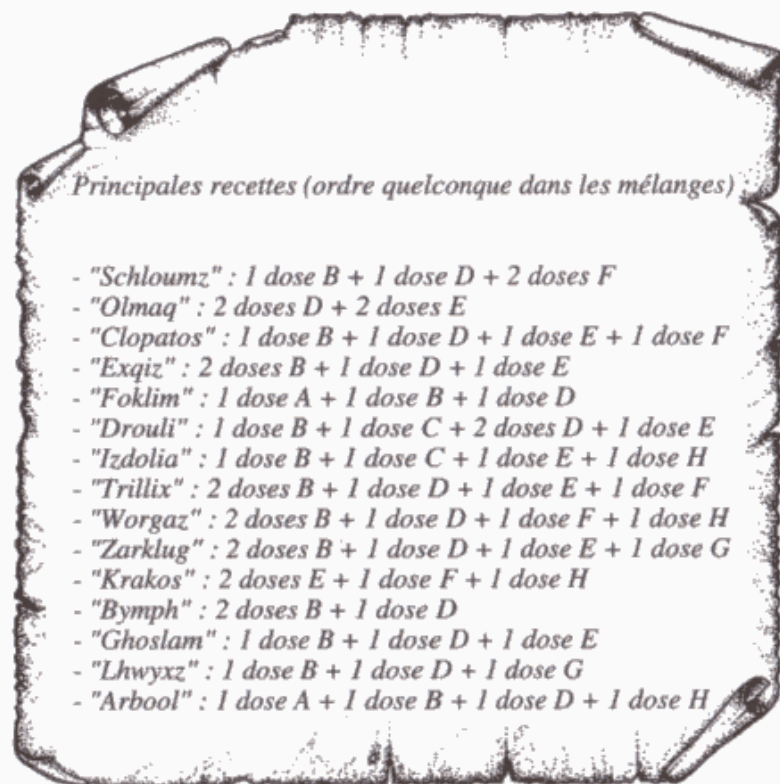 Principales recettes (ordre quelconque dans les mélanges)
- "Schloumz" : 1 dose B + 1 dose D + 2 doses F
- "Olmaq" : 2 doses D + 2 doses E
- "Clopatos" : 1 dose B + 1 dose D + 1 dose E + 1 dose F
- "Exqiz" : 2 doses B + 1 dose D + 1 dose E
- "Foklim" : 1 dose A + 1 dose B + 1 dose D
- "Drouli" : 1 dose B + 1 dose C + 2 doses D + 1 dose E
- "Izdolia" : 1 dose B + 1 dose C + 1 dose E + 1 dose H
- "Trillix" : 2 doses B + 1 dose D + 1 dose E + 1 dose F
- "Worgaz" : 2 doses B + 1 dose D + 1 dose F + 1 dose H
- "Zarklug" : 2 doses B + 1 dose D + 1 dose E + 1 dose G
- "Krakos" : 2 doses E + 1 dose F + 1 dose H
- "Bymph" : 2 doses B + 1 dose D
- "Ghoslam" : 1 dose B + 1 dose D + 1 dose E
- "Lhwyxz" : 1 dose B + 1 dose D + 1 dose G
- "Arbool" : 1 dose A + 1 dose B + 1 dose D + 1 dose H